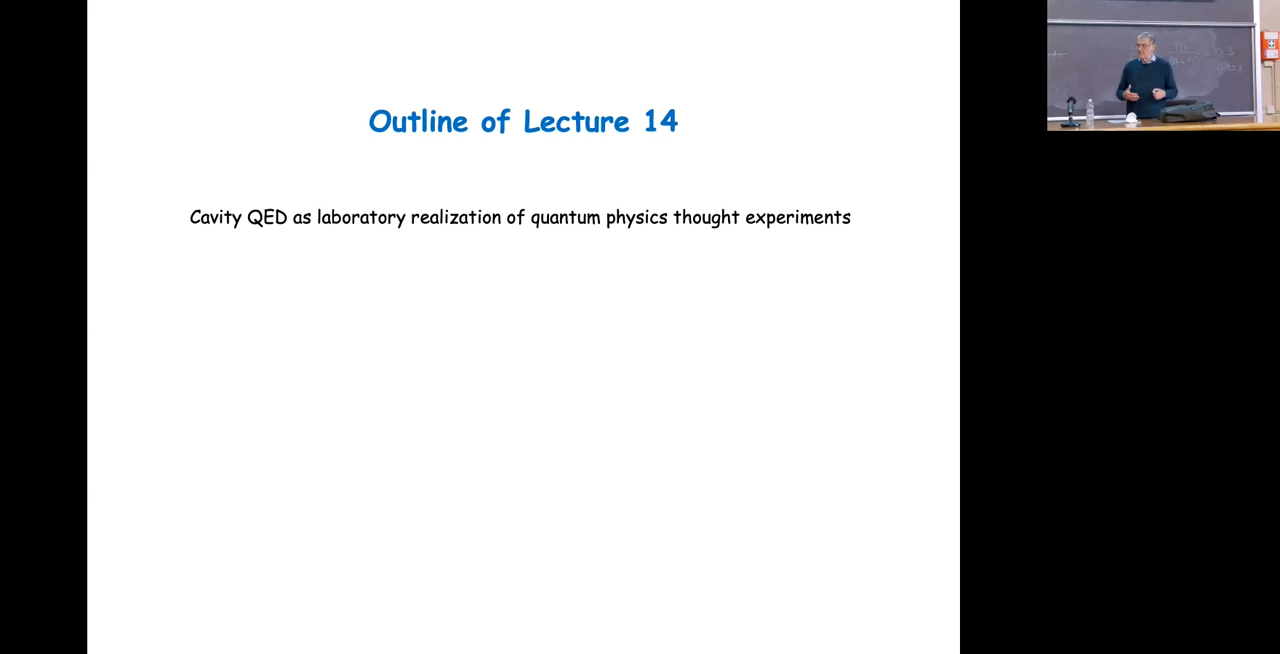 Outline of Lecture 14
Cavity QED as laboratory realization of quantum physics thought experiments